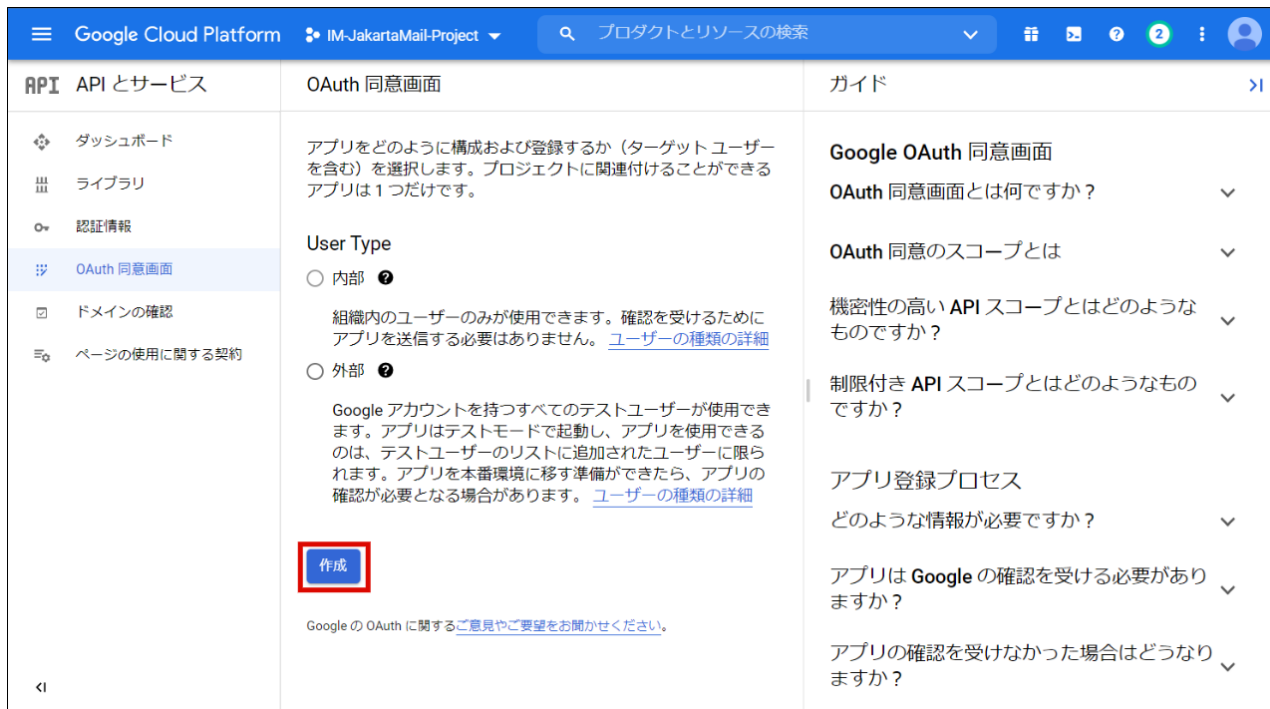 Google Cloud Platform
IM-JakartaMail-Project
プロダクトとリソースの検索
2
API
API とサービス
ダッシュボード
ライブラリ
認証情報
OAuth 同意画面
ドメインの確認
ページの使用に関する契約
OAuth 同意画面
アプリをどのように構成および登録するか（ターゲット ユーザー
を含む）を選択します。プロジェクトに関連付けることができる
アプリは 1 つだけです。
User Type
内部
組織内のユーザーのみが使用できます。確認を受けるために
アプリを送信する必要はありません。 ユーザーの種類の詳細
外部
Google アカウントを持つすべてのテストユーザーが使用でき
ます。アプリはテストモードで起動し、アプリを使用できる
のは、テストユーザーのリストに追加されたユーザーに限ら
れます。アプリを本番環境に移す準備ができたら、アプリの
確認が必要となる場合があります。 ユーザーの種類の詳細
作成
Google の OAuth に関するご意見やご要望をお聞かせください。
ガイド
Google OAuth 同意画面
OAuth 同意画面とは何ですか？
OAuth 同意のスコープとは
機密性の高い API スコープとはどのような
ものですか？
制限付き API スコープとはどのようなもの
ですか？
アプリ登録プロセス
どのような情報が必要ですか？
アプリは Google の確認を受ける必要があり
ますか？
アプリの確認を受けなかった場合はどうなり
ますか？